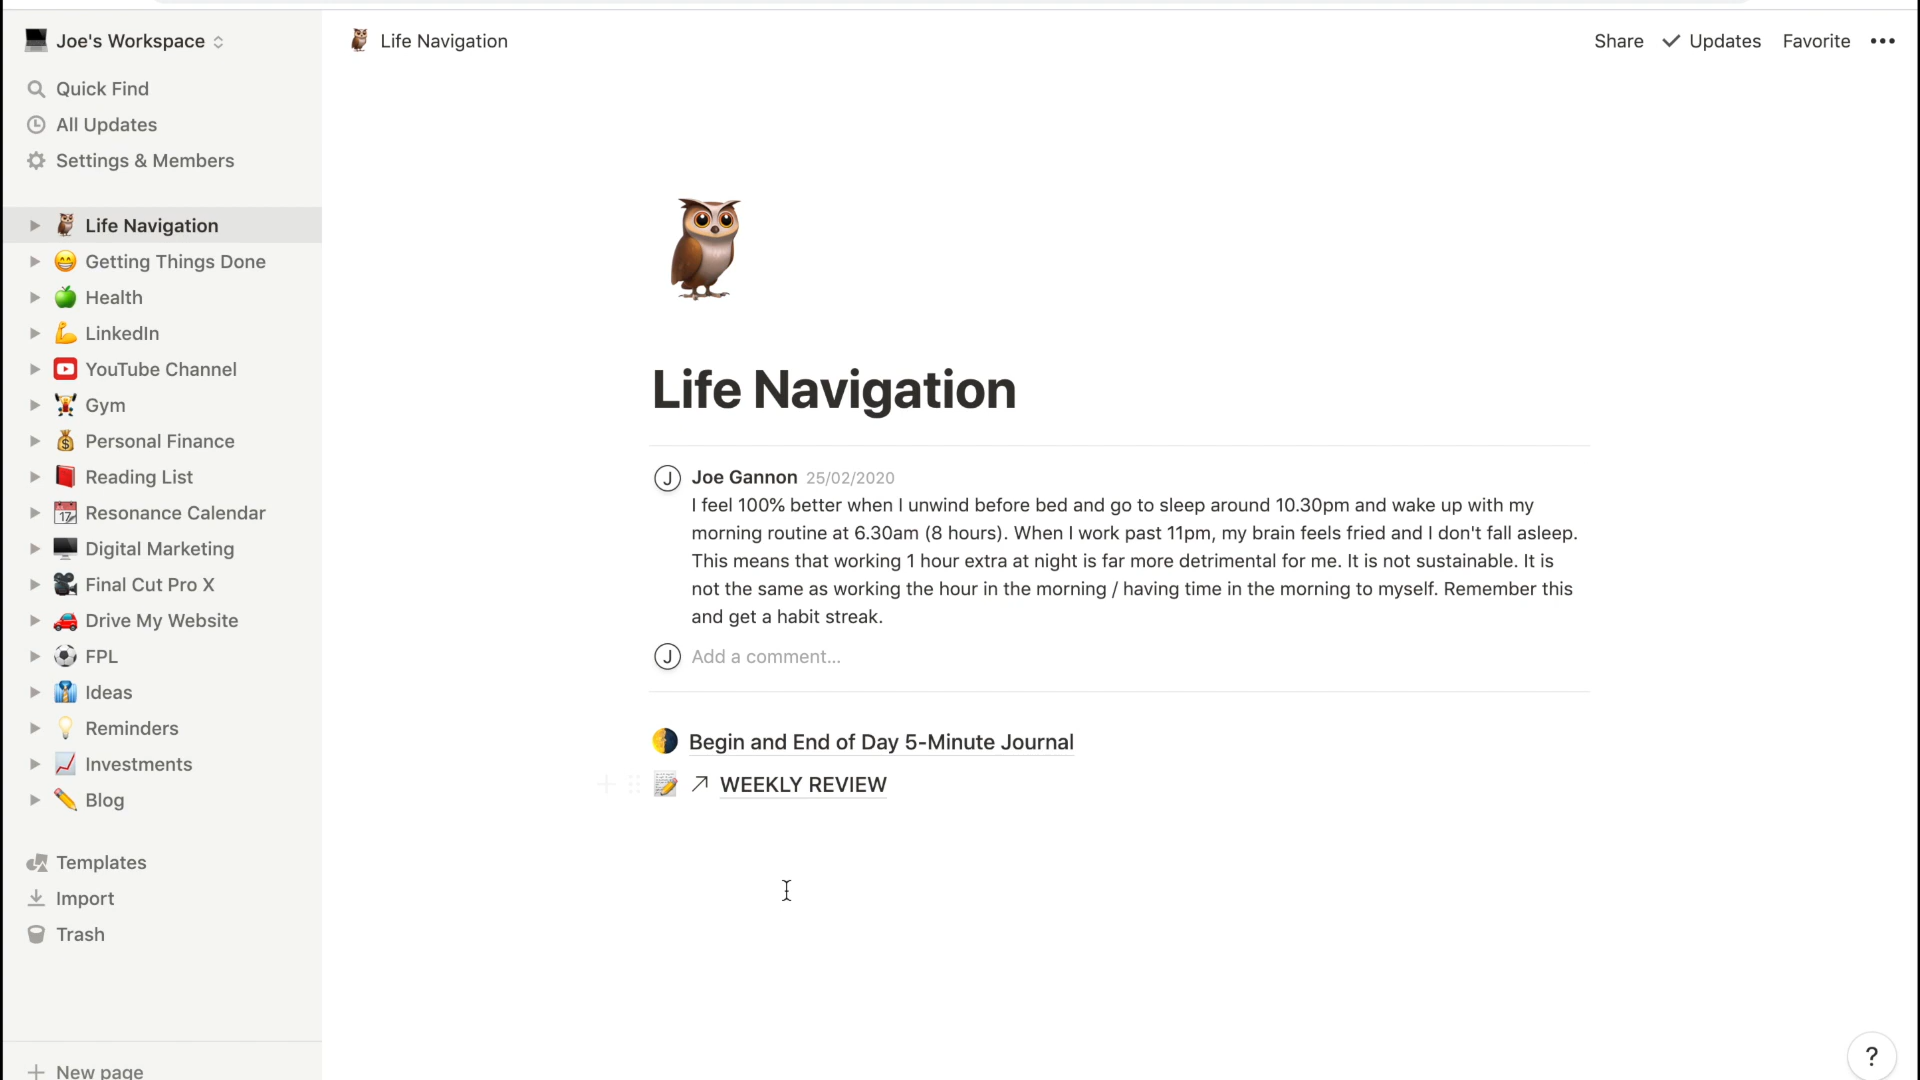 Joe's Workspace
Quick Find
All Updates
Settings & Members
Life Navigation
Getting Things Done
Health
LinkedIn
YouTube Channel
Gym
Personal Finance
Reading List
Resonance Calendar
Digital Marketing
Final Cut Pro X
Drive My Website
FPL
Ideas
Reminders
Investments
Blog
Templates
Import
Trash
New page
Life Navigation
Share Updates Favorite
Life Navigation
J Joe Gannon 25/02/2020
I feel 100% better when I unwind before bed and go to sleep around 10.30pm and wake up with my
morning routine at 6.30am (8 hours). When I work past 11pm, my brain feels fried and I don't fall asleep.
This means that working 1 hour extra at night is far more detrimental for me. It is not sustainable. It is
not the same as working the hour in the morning / having time in the morning to myself. Remember this
and get a habit streak.
J Add a comment...
Begin and End of Day 5-Minute Journal
WEEKLY REVIEW
?